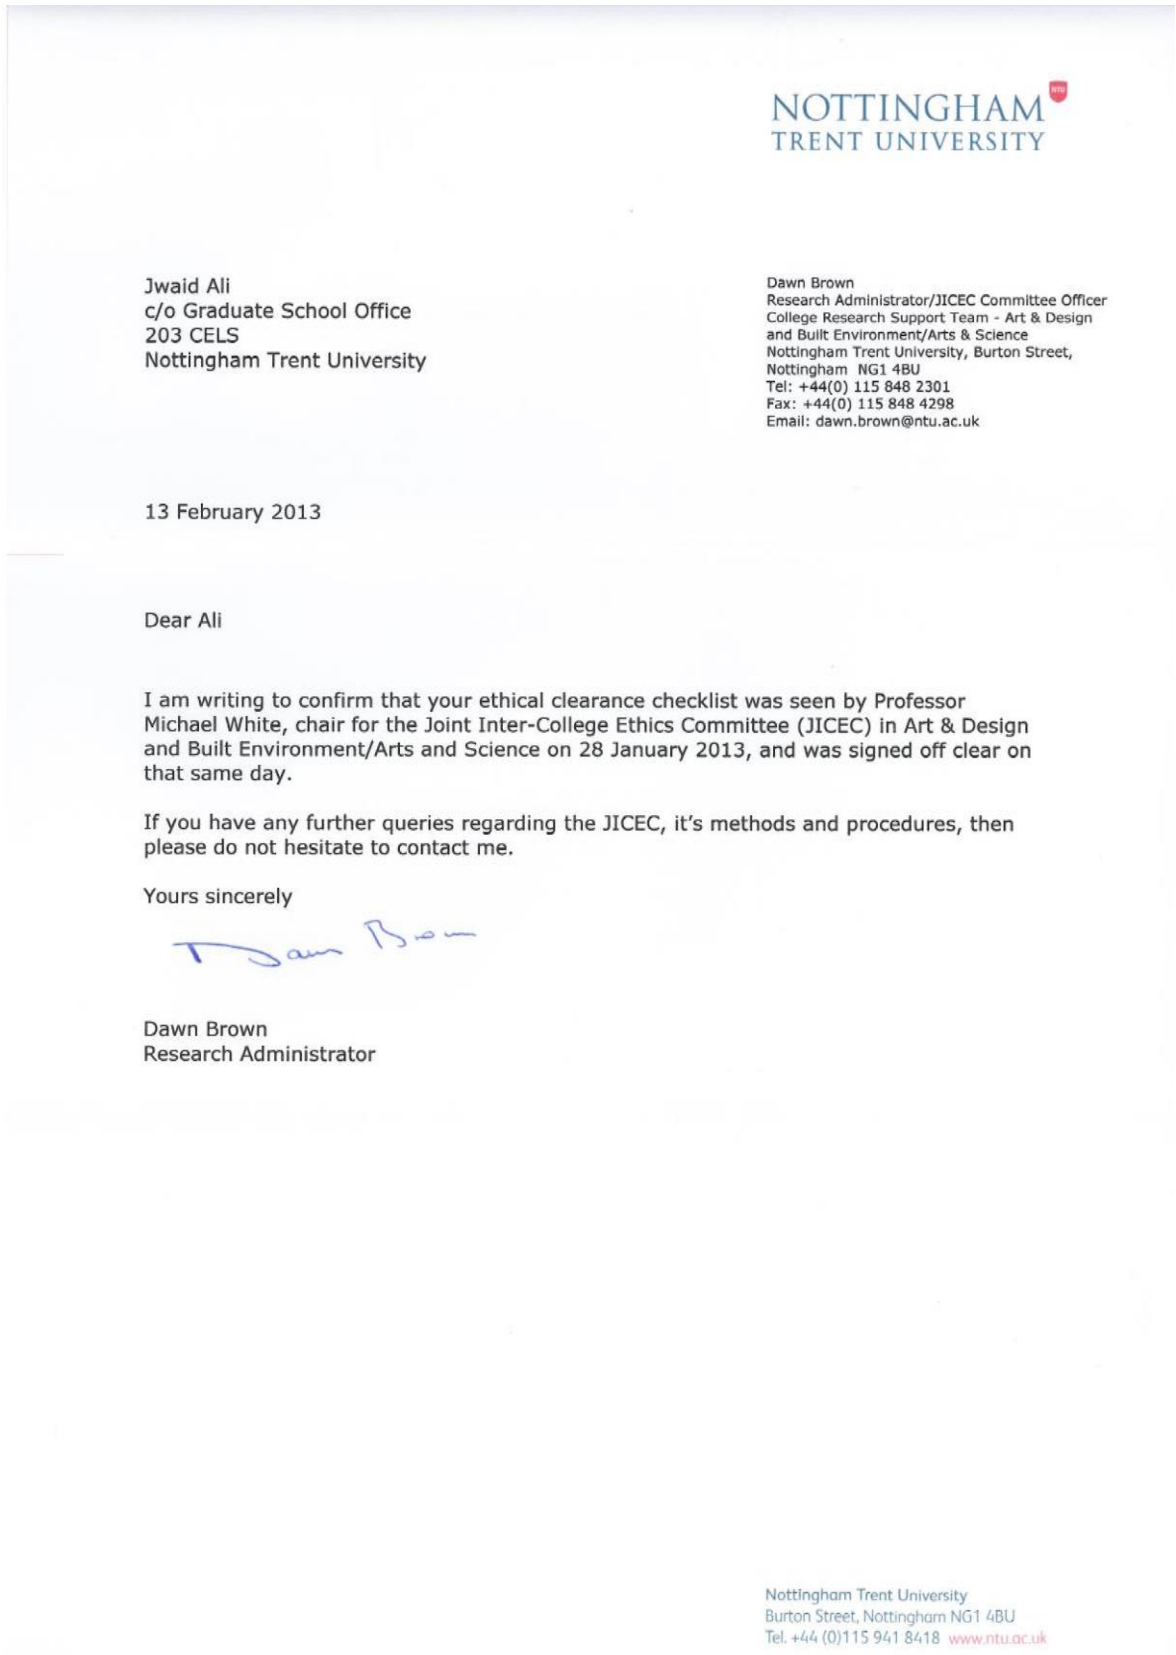 NOTTINGHAM
NTU
TRENT UNIVERSITY
Jwaid Ali
c/o Graduate School Office
203 CELS
Nottingham Trent University
Dawn Brown
Research Administrator/JICEC Committee Officer
College Research Support Team - Art & Design
and Built Environment/Arts & Science
Nottingham Trent University, Burton Street,
Nottingham NG1 4BU
Tel: +44(0) 115 848 2301
Fax: +44(0) 115 848 4298
Email: dawn.brown@ntu.ac.uk
13 February 2013
Dear Ali
I am writing to confirm that your ethical clearance checklist was seen by Professor
Michael White, chair for the Joint Inter-College Ethics Committee (JICEC) in Art & Design
and Built Environment/Arts and Science on 28 January 2013, and was signed off clear on
that same day.
If you have any further queries regarding the JICEC, it's methods and procedures, then
please do not hesitate to contact me.
Yours sincerely
Dawn Brown
Dawn Brown
Research Administrator
Nottingham Trent University
Burton Street, Nottingham NG1 4BU
Tel. +44 (0)115 941 8418 www.ntu.ac.uk